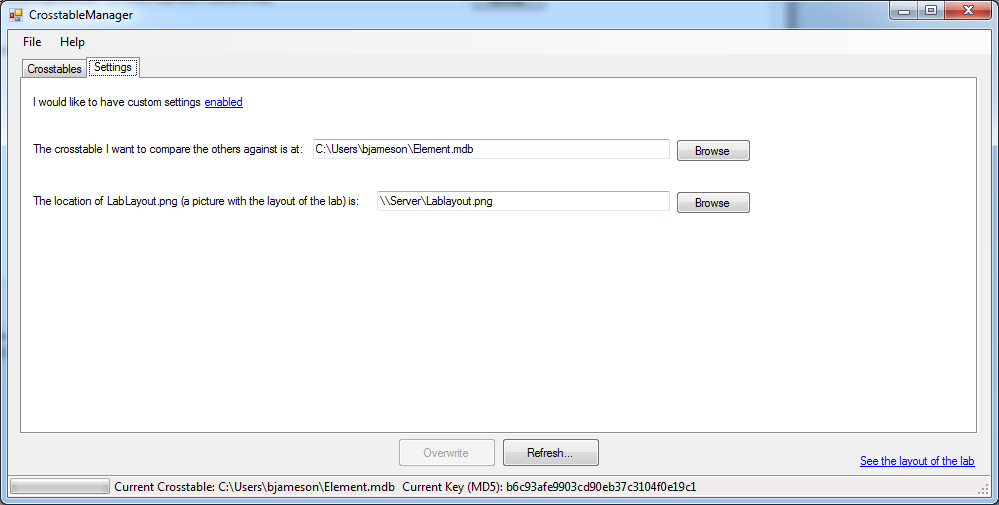 CrosstableManager
File Help
Crosstables Settings
I would like to have custom settings enabled
The crosstable I want to compare the others against is at: C:\Users\bjameson\Element.mdb Browse
The location of LabLayout.png (a picture with the layout of the lab) is: \\Server\Lablayout.png Browse
Overwrite Refresh...
See the layout of the lab
Current Crosstable: C:\Users\bjameson\Element.mdb Current Key (MD5): b6c93afe9903cd90eb37c3104f0e19c1